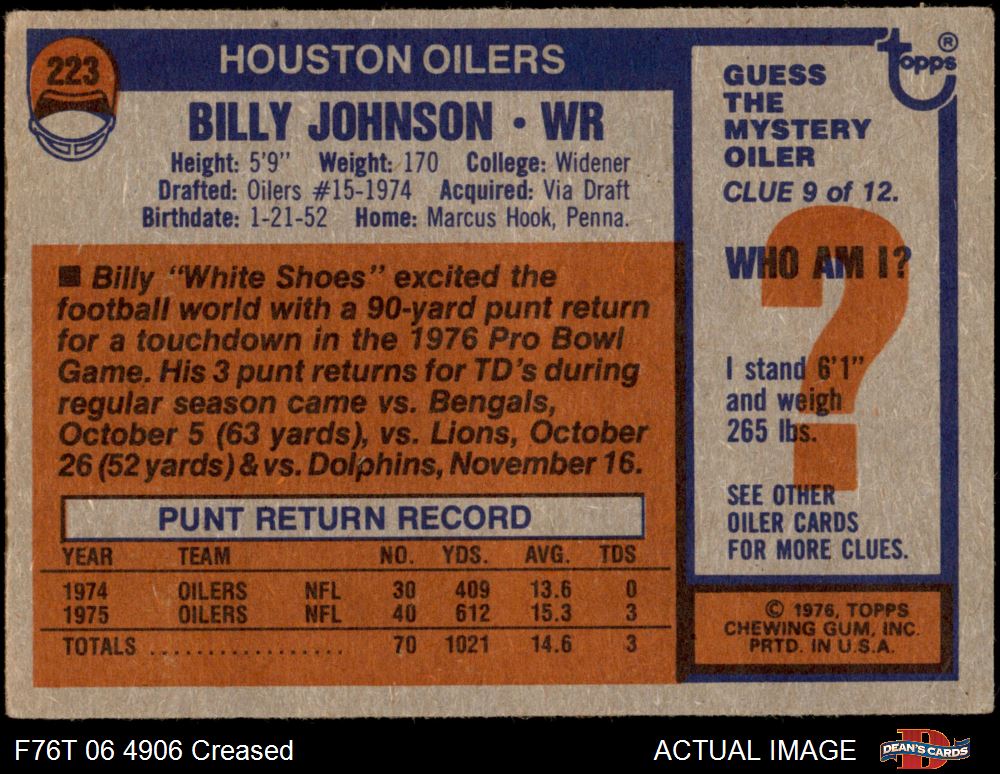 223
HOUSTON OILERS
BILLY JOHNSON • WR
Height: 5'9" Weight: 170 College: Widener
Drafted: Oilers #15-1974 Acquired: Via Draft
Birthdate: 1-21-52 Home: Marcus Hook, Penna.
■ Billy "White Shoes" excited the
football world with a 90-yard punt return
for a touchdown in the 1976 Pro Bowl
Game. His 3 punt returns for TD's during
regular season came vs. Bengals,
October 5 (63 yards), vs. Lions, October
26 (52 yards) & vs. Dolphins, November 16.
PUNT RETURN RECORD
YEAR TEAM NO. YDS. AVG. TDS
1974 OILERS NFL 30 409 13.6 0
1975 OILERS NFL 40 612 15.3 3
TOTALS .................. 70 1021 14.6 3
topps ®
GUESS
THE
MYSTERY
OILER
CLUE 9 of 12.
?
WHO AM I?
I stand 6'1"
and weigh
265 lbs.
SEE OTHER
OILER CARDS
FOR MORE CLUES.
© 1976, TOPPS
CHEWING GUM, INC.
PRTD. IN U.S.A.
F76T 06 4906 Creased
ACTUAL IMAGE
DEAN'S CARDS